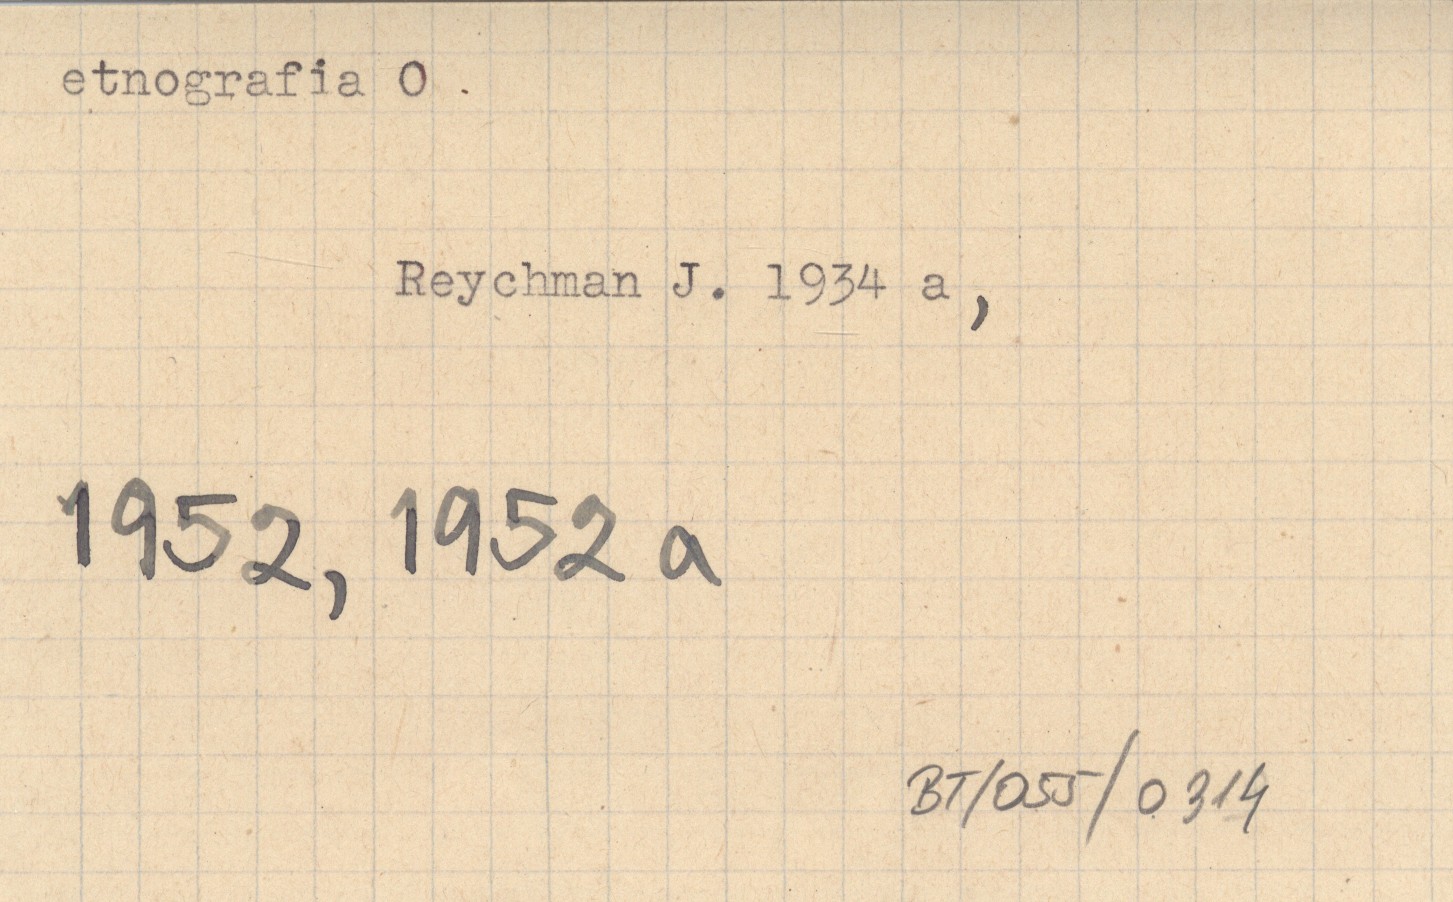 etnografia O .
Reychman J. 1934 a,
1952, 1952 a
BT/055/0314